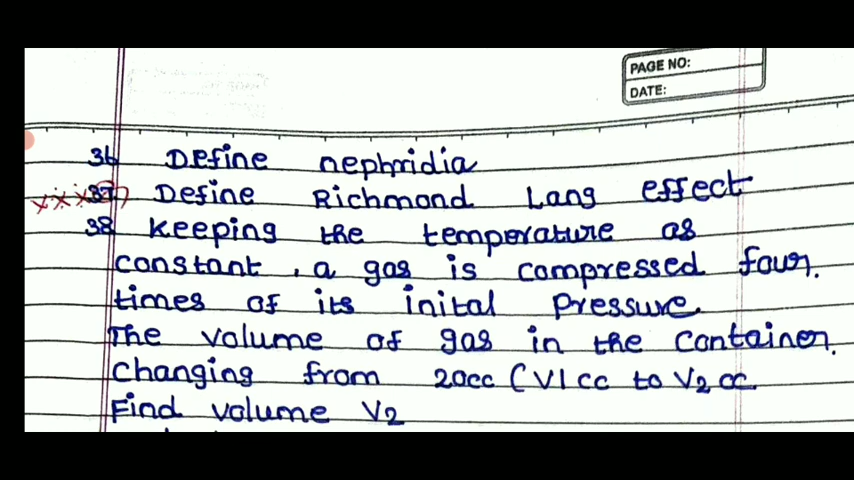 PAGE NO:
DATE:
36 Define nephridia
37 Define Richmond Lang effect
38 Keeping the temperature as
constant, a gas is compressed four.
times of its inital pressure.
The volume of gas in the container.
Changing from 20cc (V1cc to V2 cc
Find volume V2